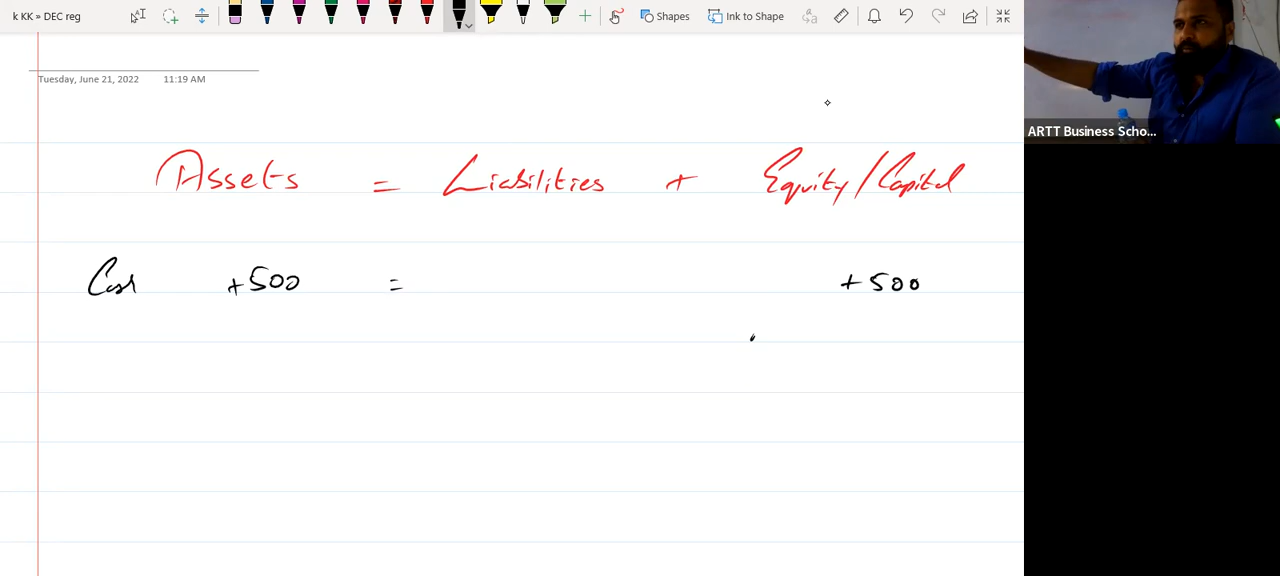 k KK » DEC reg
Shapes
Ink to Shape
Tuesday, June 21, 2022 11:19 AM
ARTT Business Scho...
Assets = Liabilities + Equity/Capital
Cash +500 = +500